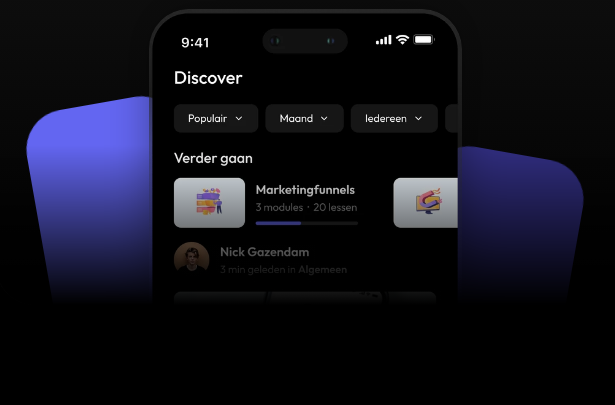 9:41
Discover
Populair Maand Iedereen
Verder gaan
Marketingfunnels
3 modules · 20 lessen
Nick Gazendam
3 min geleden in Algemeen